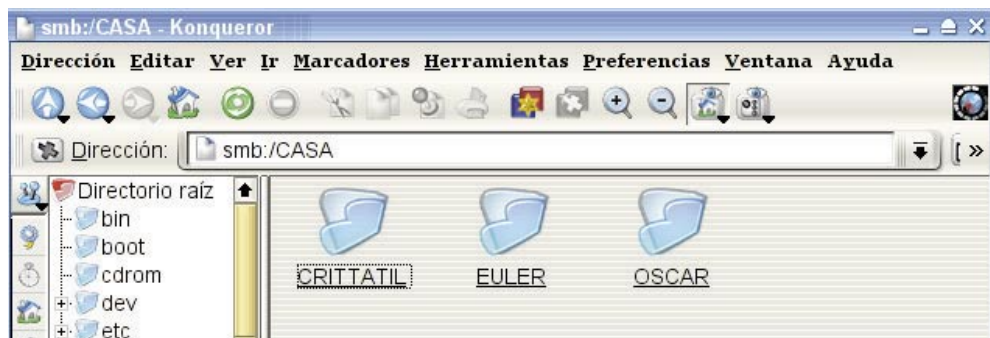 smb:/CASA - Konqueror
Dirección Editar Ver Ir Marcadores Herramientas Preferencias Ventana Ayuda
Dirección: smb:/CASA
Directorio raíz
bin
boot
cdrom
dev
etc
CRITTATIL EULER OSCAR